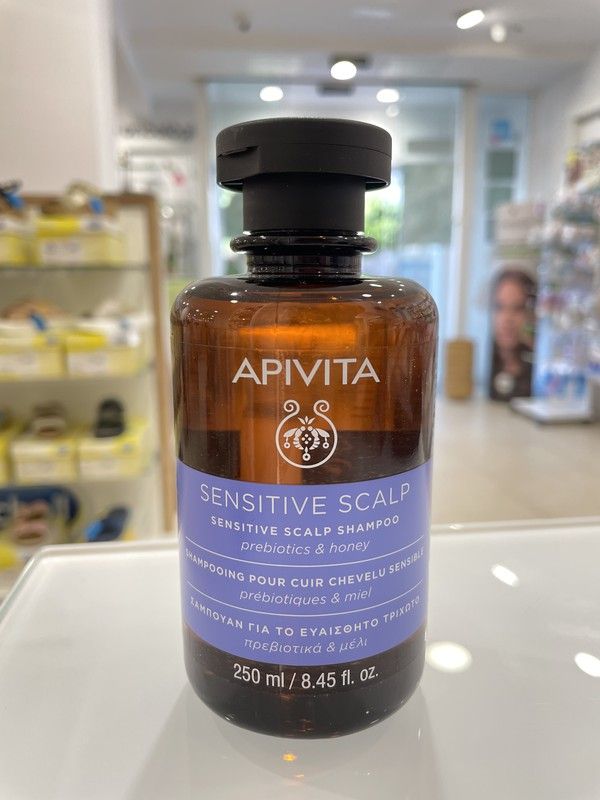 APIVITA
SENSITIVE SCALP
SENSITIVE SCALP SHAMPOO
prebiotics & honey
SHAMPOOING POUR CUIR CHEVELU SENSIBLE
prébiotiques & miel
ΣΑΜΠΟΥΑΝ ΓΙΑ ΤΟ ΕΥΑΙΣΘΗΤΟ ΤΡΙΧΩΤΟ
πρεβιοτικά & μέλι
250 ml / 8.45 fl. oz.